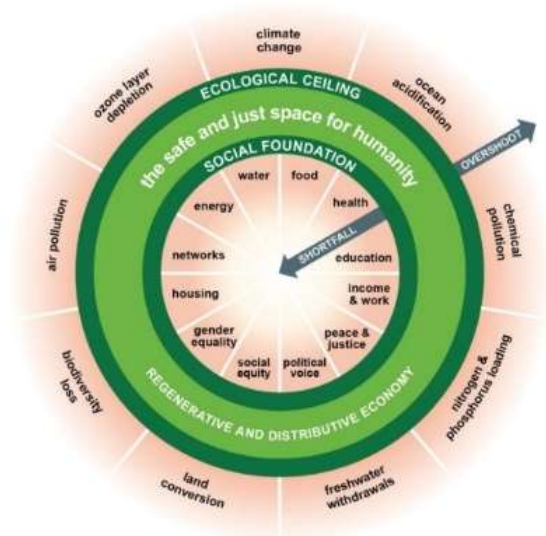 climate
change
ocean
acidification
chemical
pollution
nitrogen &
phosphorus loading
freshwater
withdrawals
land
conversion
biodiversity
loss
air pollution
ozone layer
depletion
ECOLOGICAL CEILING
the safe and just space for humanity
SOCIAL FOUNDATION
OVERSHOOT
SHORTFALL
water
food
health
education
income
& work
peace &
justice
political
voice
social
equity
gender
equality
housing
networks
energy
REGENERATIVE AND DISTRIBUTIVE ECONOMY